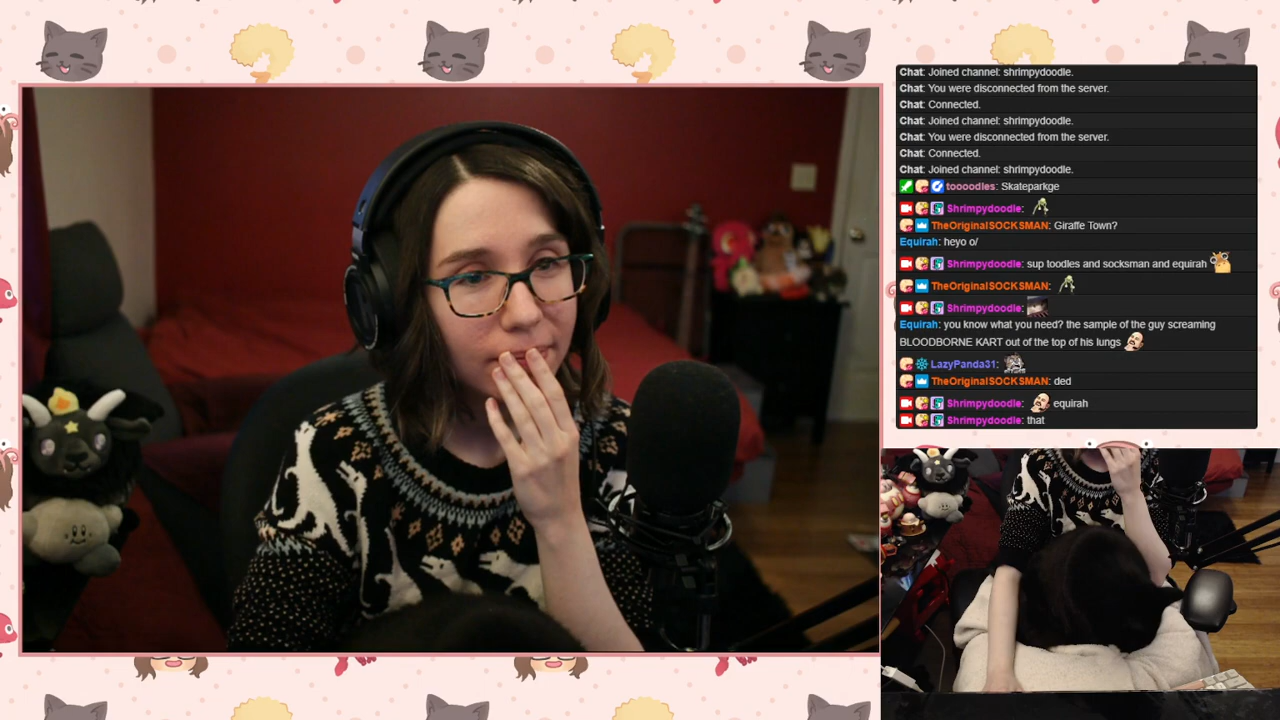 Chat: Joined channel: shrimpydoodle.
Chat: You were disconnected from the server.
Chat: Connected.
Chat: Joined channel: shrimpydoodle.
Chat: You were disconnected from the server.
Chat: Connected.
Chat: Joined channel: shrimpydoodle.
toooodles: Skateparkge
Shrimpydoodle:
TheOriginalSOCKSMAN: Giraffe Town?
Equirah: heyo o/
Shrimpydoodle: sup toodles and socksman and equirah
TheOriginalSOCKSMAN:
Shrimpydoodle:
Equirah: you know what you need? the sample of the guy screaming
BLOODBORNE KART out of the top of his lungs
LazyPanda31:
TheOriginalSOCKSMAN: ded
Shrimpydoodle: equirah
Shrimpydoodle: that